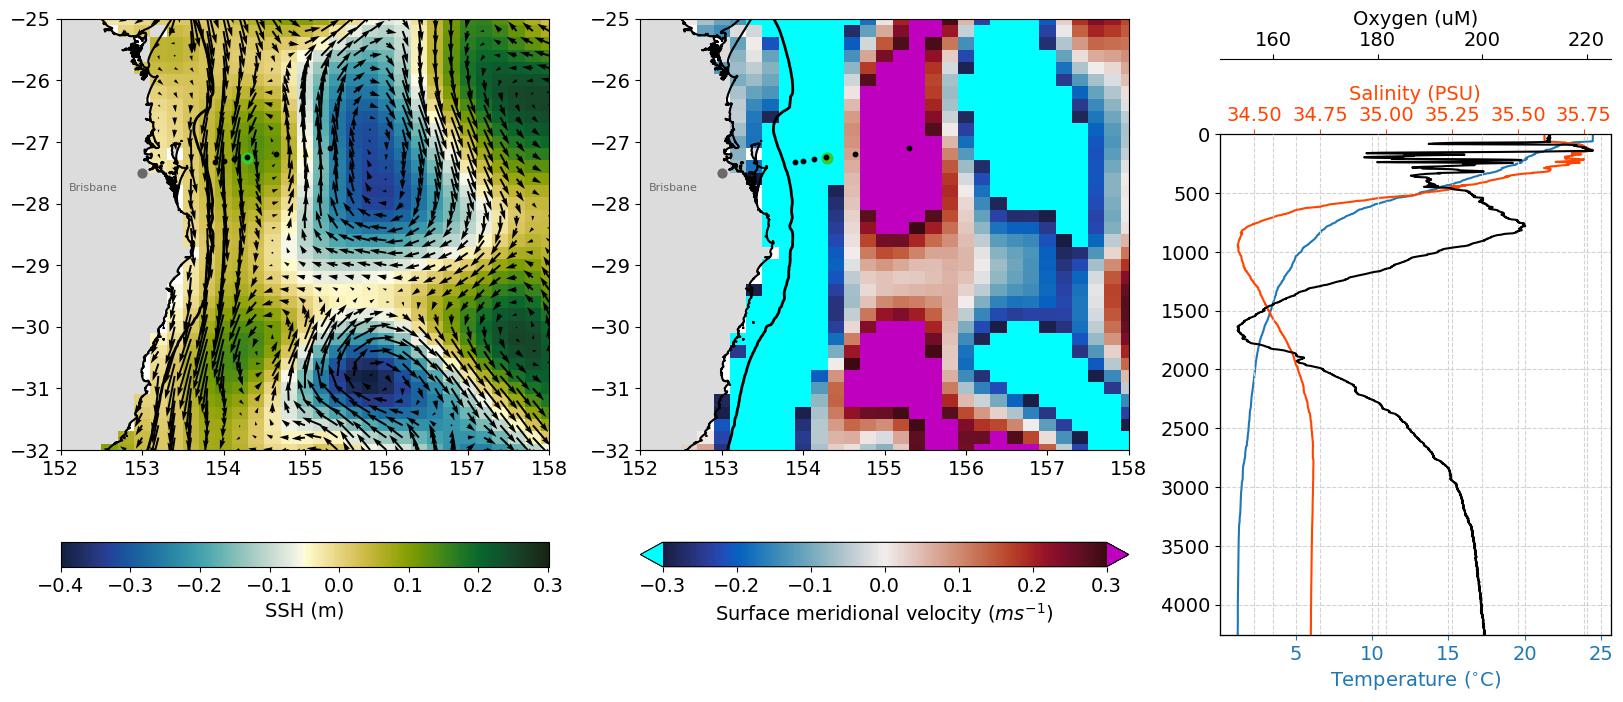 −25
−26
−27
−28
−29
−30
−31
−32
152 153 154 155 156 157 158
Brisbane
−0.4 −0.3 −0.2 −0.1 0.0 0.1 0.2 0.3
SSH (m)
−25
−26
−27
−28
−29
−30
−31
−32
152 153 154 155 156 157 158
Brisbane
−0.3 −0.2 −0.1 0.0 0.1 0.2 0.3
Surface meridional velocity (ms⁻¹)
Oxygen (uM)
160 180 200 220
Salinity (PSU)
34.50 34.75 35.00 35.25 35.50 35.75
0
500
1000
1500
2000
2500
3000
3500
4000
5 10 15 20 25
Temperature (°C)